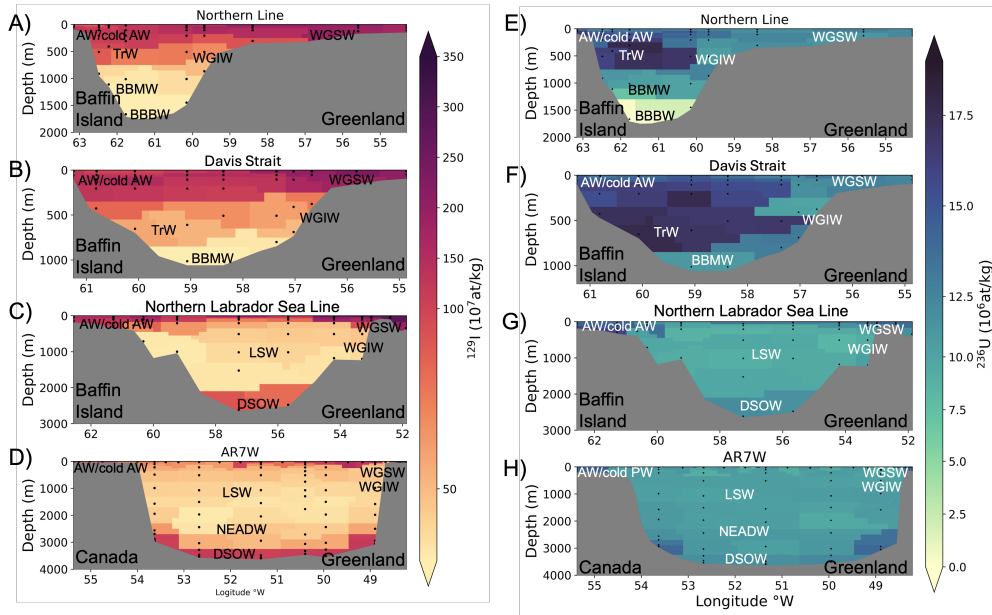 A)
Northern Line
0
500
1000
1500
2000
Depth (m)
AW/cold AW
TrW
WGIW
WGSW
BBMW
BBBW
Baffin
Island
Greenland
63 62 61 60 59 58 57 56 55
B)
Davis Strait
0
500
1000
Depth (m)
AW/cold AW
WGSW
WGIW
TrW
BBMW
Baffin
Island
Greenland
61 60 59 58 57 56 55
C)
Northern Labrador Sea Line
0
1000
2000
3000
Depth (m)
AW/cold AW
WGSW
WGIW
LSW
DSOW
Baffin
Island
Greenland
62 60 58 56 54 52
D)
AR7W
0
1000
2000
3000
4000
Depth (m)
AW/cold AW
WGSW
WGIW
LSW
NEADW
DSOW
Canada
Greenland
55 54 53 52 51 50 49
Logitude °W
350
300
250
200
150
100
50
129I (10^7at/kg)
E)
Northern Line
0
500
1000
1500
2000
Depth (m)
AW/cold AW
WGSW
TrW
WGIW
BBMW
BBBW
Baffin
Island
Greenland
63 62 61 60 59 58 57 56 55
F)
Davis Strait
0
500
1000
Depth (m)
AW/cold AW
WGSW
WGIW
TrW
BBMW
Baffin
Island
Greenland
61 60 59 58 57 56 55
G)
Northern Labrador Sea Line
0
1000
2000
3000
Depth (m)
AW/cold AW
WGSW
WGIW
LSW
DSOW
Baffin
Island
Greenland
62 60 58 56 54 52
H)
AR7W
0
1000
2000
3000
4000
Depth (m)
AW/cold PW
WGSW
WGIW
LSW
NEADW
DSOW
Canada
Greenland
55 54 53 52 51 50 49
Longitude °W
17.5
15.0
12.5
10.0
7.5
5.0
2.5
0.0
236U (10^6at/kg)